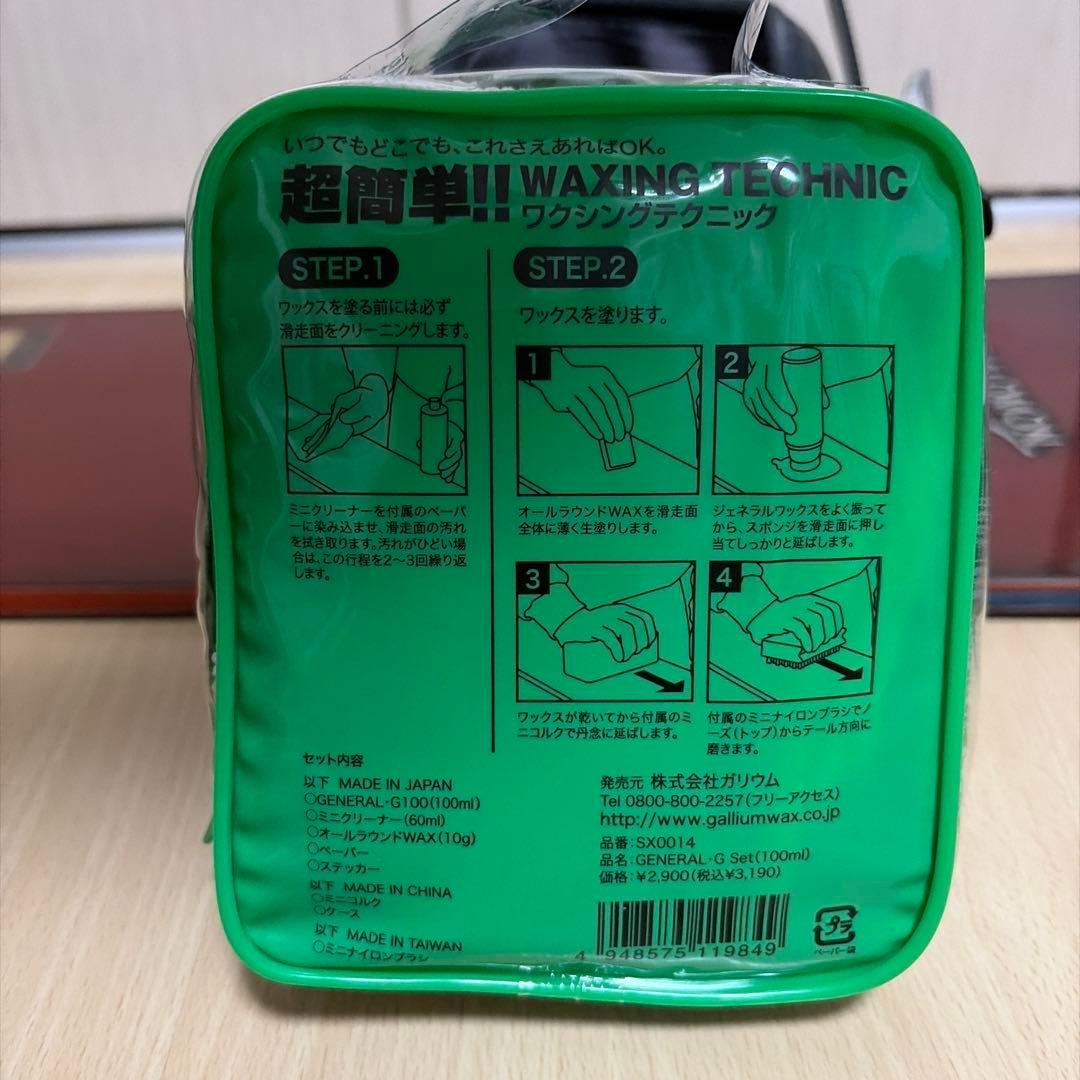 いつでもどこでも、これさえあればOK。
超簡単!! WAXING TECHNIC
ワクシングテクニック
STEP.1
ワックスを塗る前には必ず
滑走面をクリーニングします。
ミニクリーナーを付属のペーパ
ーに染み込ませ、滑走面の汚れ
を拭き取ります。汚れがひどい場
合は、この行程を2〜3回繰り返
します。
STEP.2
ワックスを塗ります。
1
オールラウンドWAXを滑走面
全体に薄く生塗りします。
2
ジェネラルワックスをよく振って
から、スポンジを滑走面に押し
当てしっかりと延ばします。
3
ワックスが乾いてから付属のミ
ニコルクで丹念に延ばします。
4
付属のミニナイロンブラシでノ
ーズ(トップ)からテール方向に
磨きます。
セット内容
以下 MADE IN JAPAN
○GENERAL・G100(100ml)
○ミニクリーナー(60ml)
○オールラウンドWAX(10g)
○ペーパー
○ステッカー
以下 MADE IN CHINA
○ミニコルク
○ケース
以下 MADE IN TAIWAN
○ミニナイロンブラシ
発売元 株式会社ガリウム
Tel 0800-800-2257(フリーアクセス)
http://www.galliumwax.co.jp
品番:SX0014
品名:GENERAL・G Set(100ml)
価格:¥2,900(税込¥3,190)
4 948575 119849
プラ
ペーパー 袋